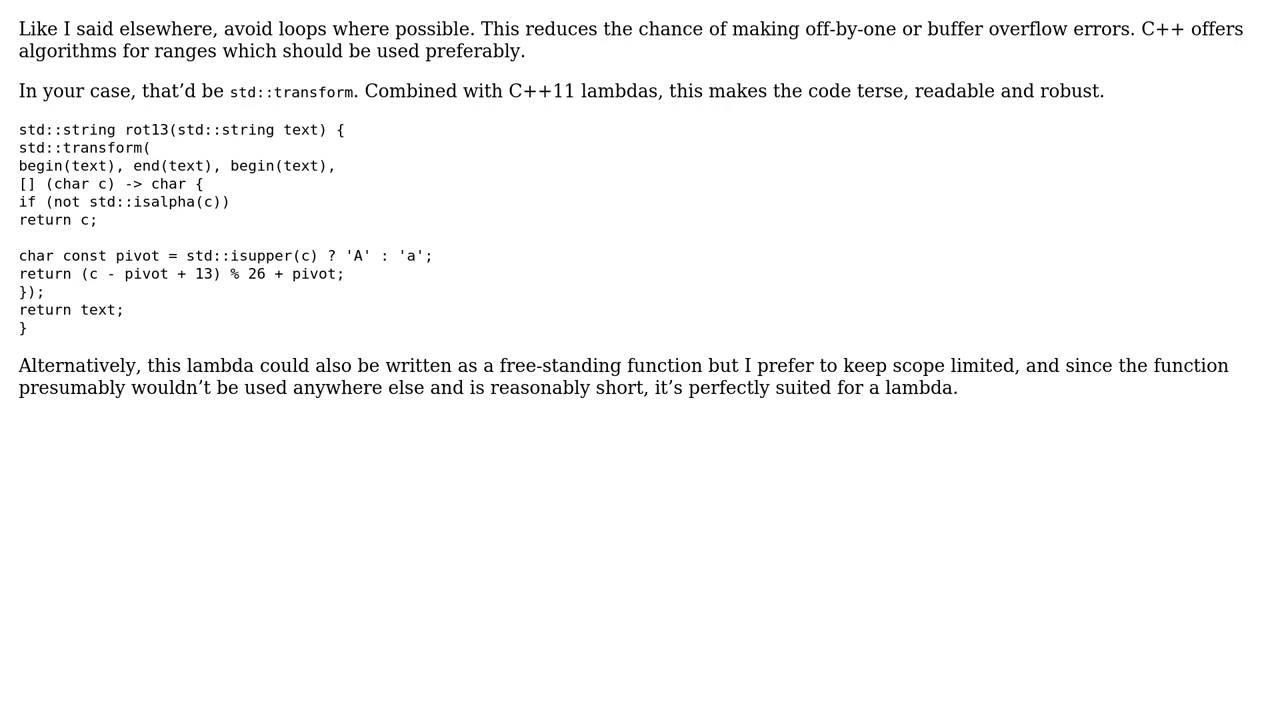 Like I said elsewhere, avoid loops where possible. This reduces the chance of making off-by-one or buffer overflow errors. C++ offers
algorithms for ranges which should be used preferably.
In your case, that’d be std::transform. Combined with C++11 lambdas, this makes the code terse, readable and robust.
std::string rot13(std::string text) {
std::transform(
begin(text), end(text), begin(text),
[] (char c) -> char {
if (not std::isalpha(c))
return c;
char const pivot = std::isupper(c) ? 'A' : 'a';
return (c - pivot + 13) % 26 + pivot;
});
return text;
}
Alternatively, this lambda could also be written as a free-standing function but I prefer to keep scope limited, and since the function
presumably wouldn’t be used anywhere else and is reasonably short, it’s perfectly suited for a lambda.